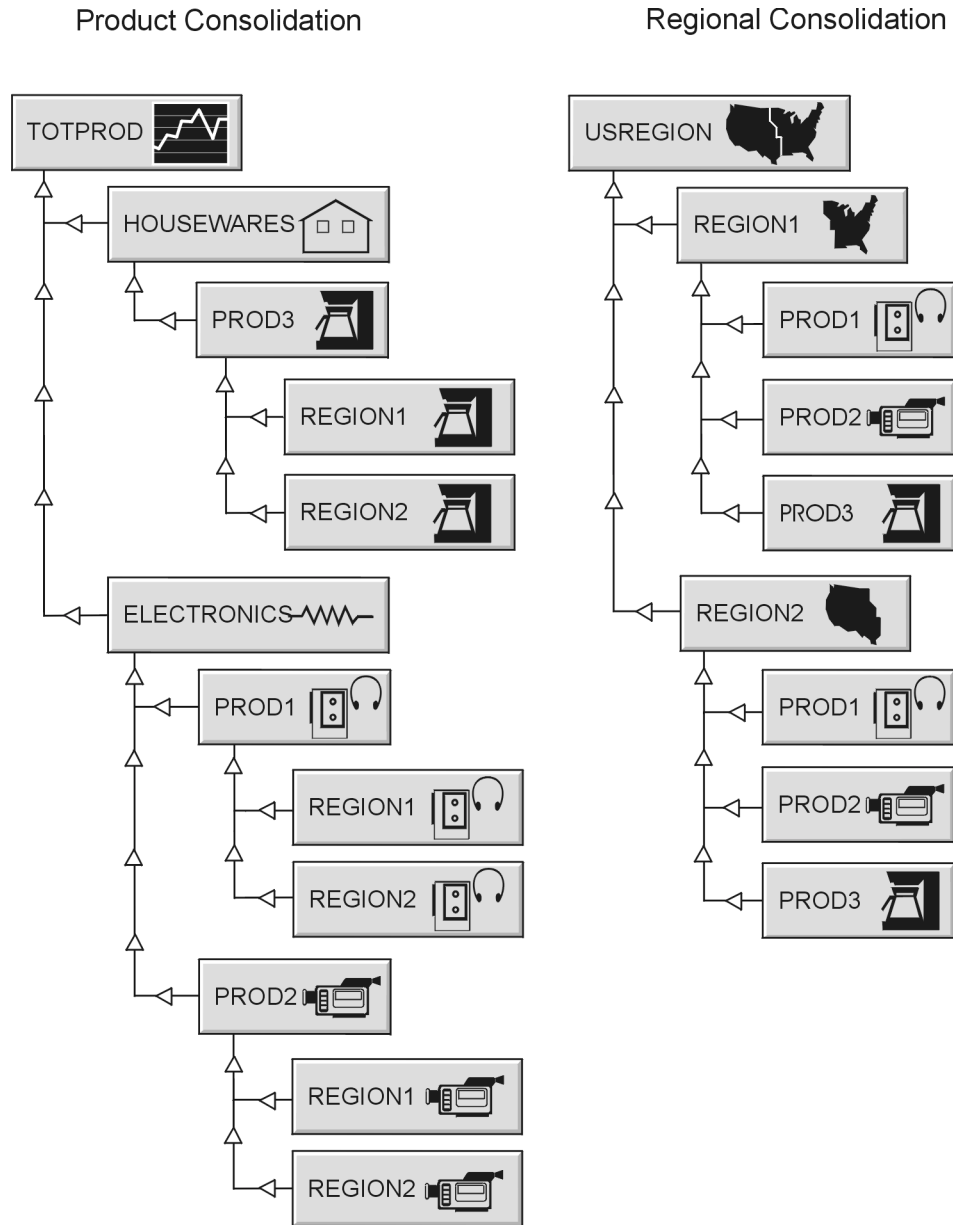 Product Consolidation
TOTPROD
HOUSEWARES
PROD3
REGION1
REGION2
ELECTRONICS
PROD1
REGION1
REGION2
PROD2
REGION1
REGION2
Regional Consolidation
USREGION
REGION1
PROD1
PROD2
PROD3
REGION2
PROD1
PROD2
PROD3